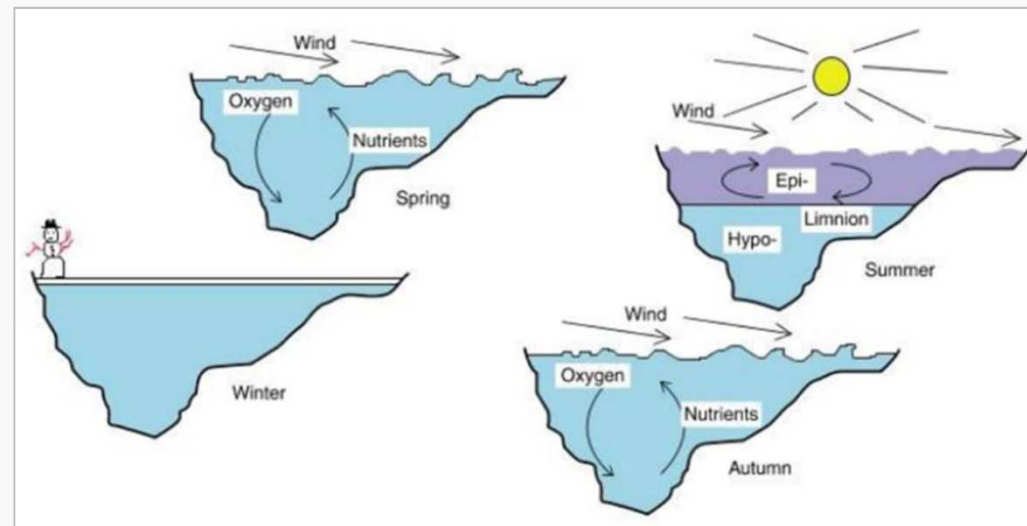 Wind
Oxygen
Nutrients
Spring
Wind
Epi-
Limnion
Hypo-
Summer
Winter
Wind
Oxygen
Nutrients
Autumn